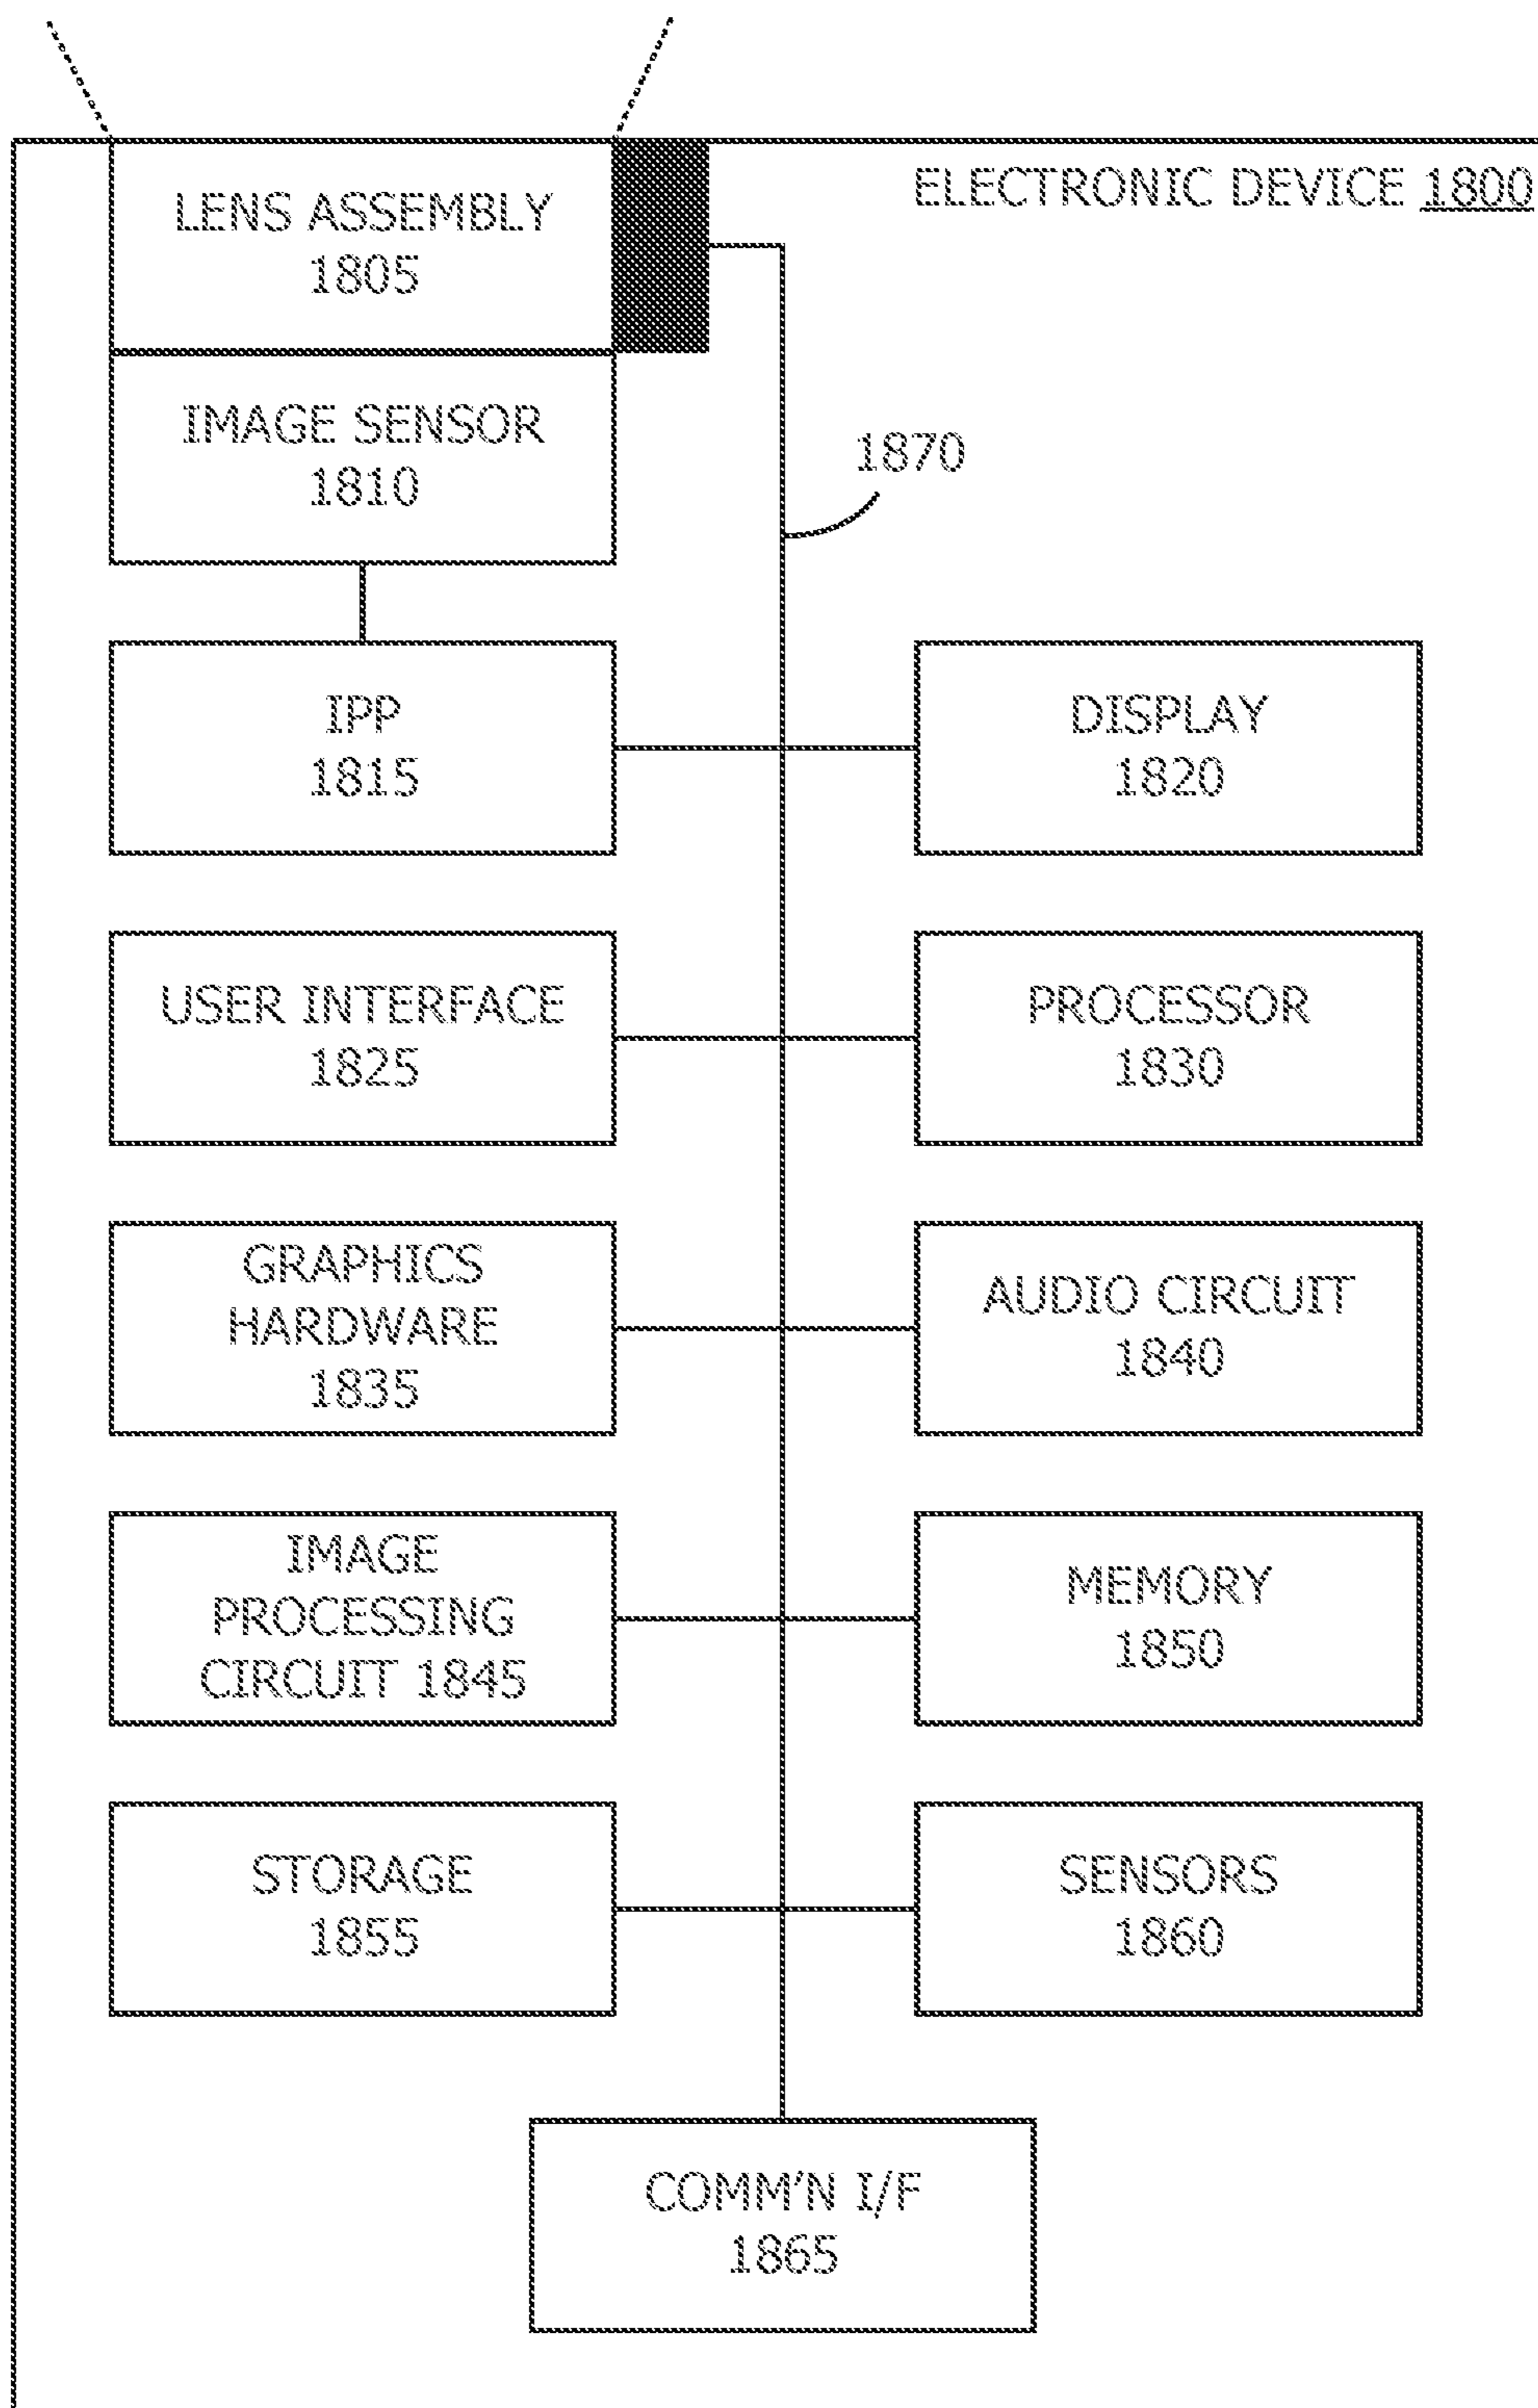 ELECTRONIC DEVICE 1800
LENS ASSEMBLY
1805
IMAGE SENSOR
1810
1870
IPP
1815
DISPLAY
1820
USER INTERFACE
1825
PROCESSOR
1830
GRAPHICS
HARDWARE
1835
AUDIO CIRCUIT
1840
IMAGE
PROCESSING
CIRCUIT 1845
MEMORY
1850
STORAGE
1855
SENSORS
1860
COMM'N I/F
1865